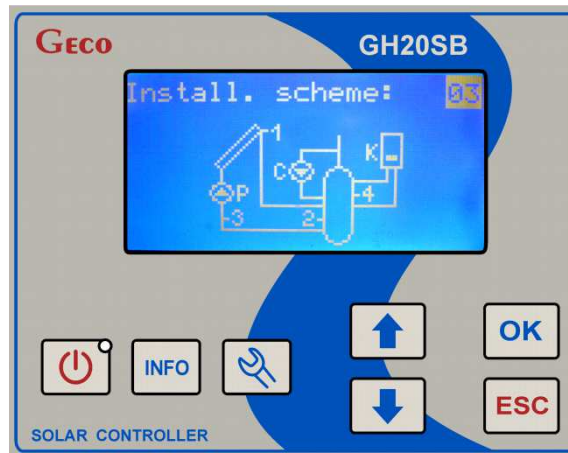 GECO
GH20SB
Install. scheme: 03
1
K
C
P
4
3
2
OK
INFO
ESC
SOLAR CONTROLLER